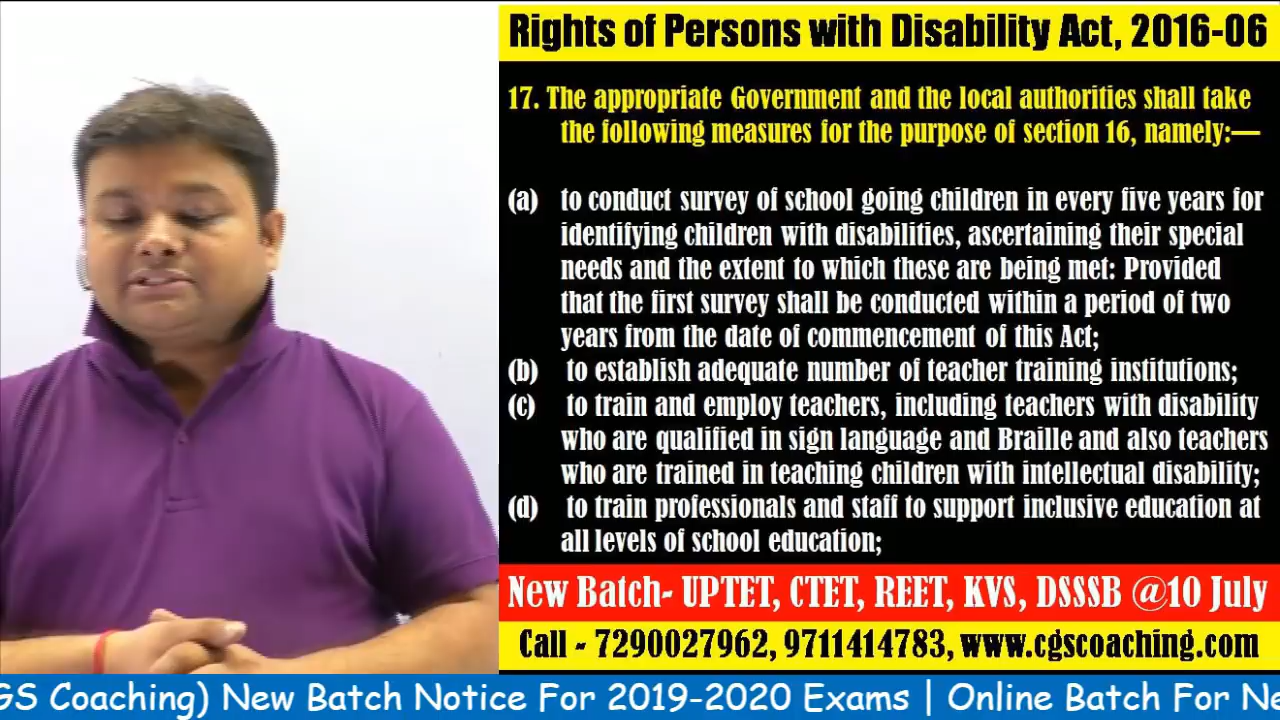 Rights of Persons with Disability Act, 2016-06
17. The appropriate Government and the local authorities shall take
the following measures for the purpose of section 16, namely:—
(a) to conduct survey of school going children in every five years for
identifying children with disabilities, ascertaining their special
needs and the extent to which these are being met: Provided
that the first survey shall be conducted within a period of two
years from the date of commencement of this Act;
(b) to establish adequate number of teacher training institutions;
(c) to train and employ teachers, including teachers with disability
who are qualified in sign language and Braille and also teachers
who are trained in teaching children with intellectual disability;
(d) to train professionals and staff to support inclusive education at
all levels of school education;
New Batch- UPTET, CTET, REET, KVS, DSSSB @10 July
Call - 7290027962, 9711414783, www.cgscoaching.com
GS Coaching) New Batch Notice For 2019-2020 Exams | Online Batch For Ne